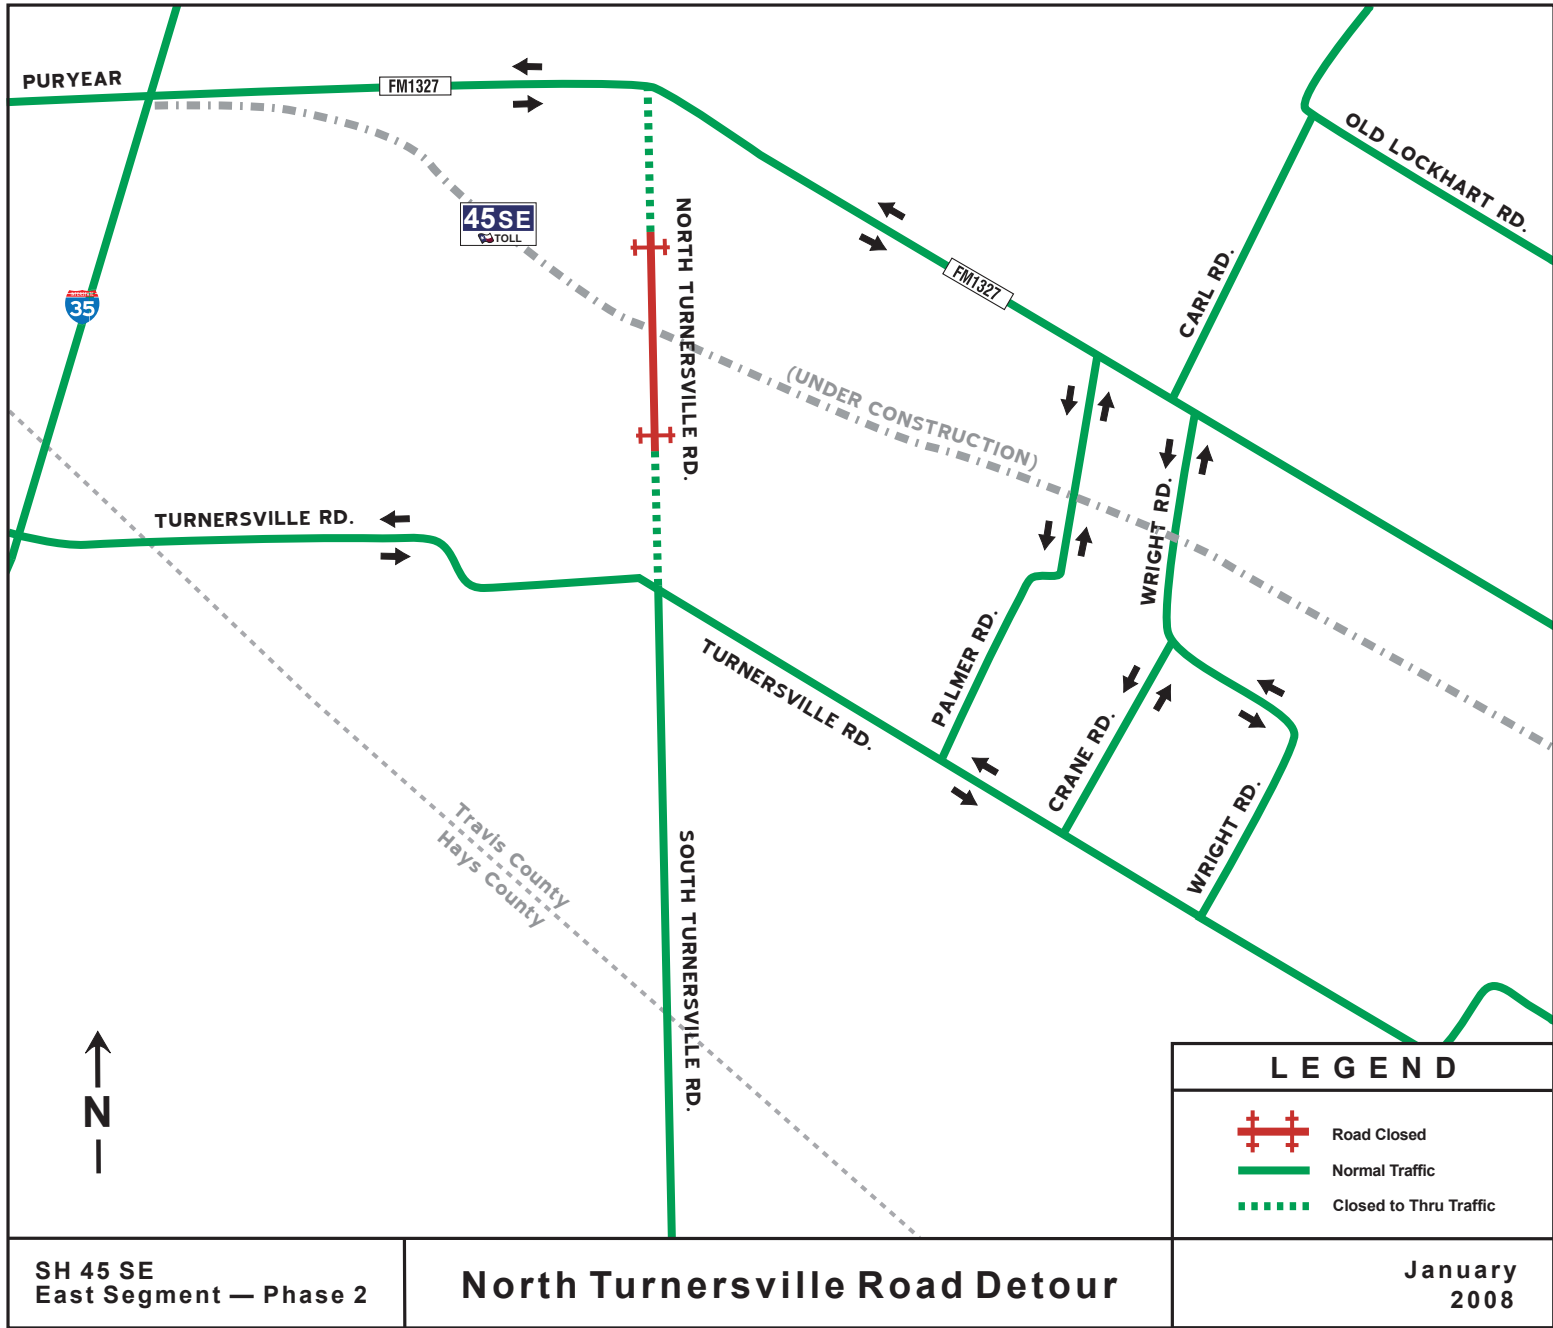 PURYEAR
FM1327
OLD LOCKHART RD.
45SE
TOLL
NORTH TURNERSVILLE RD.
CARL RD.
FM1327
35
(UNDER CONSTRUCTION)
TURNERSVILLE RD.
WRIGHT RD.
PALMER RD.
TURNERSVILLE RD.
CRANE RD.
WRIGHT RD.
Travis County
Hays County
SOUTH TURNERSVILLE RD.
N
LEGEND
Road Closed
Normal Traffic
Closed to Thru Traffic
SH 45 SE
East Segment — Phase 2
North Turnersville Road Detour
January
2008